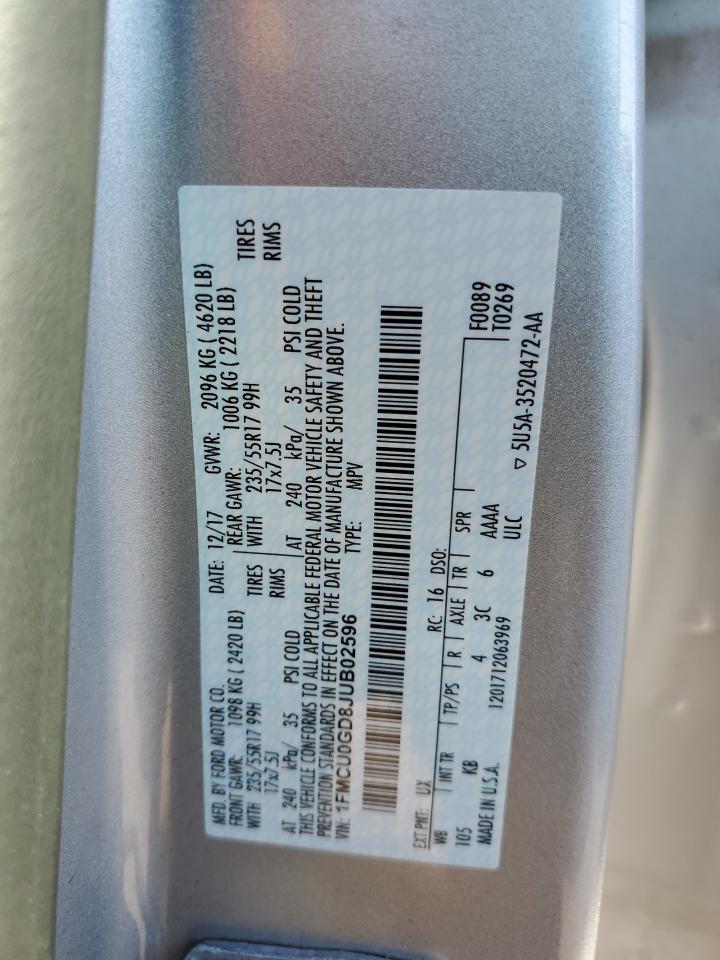 MFD. BY FORD MOTOR CO. DATE: 12/17 GVWR: 2096 KG ( 4620 LB)
FRONT GAWR: 1098 KG ( 2420 LB) REAR GAWR: 1006 KG ( 2218 LB)
WITH 235/55R17 99H TIRES WITH 235/55R17 99H TIRES
17x7.5J RIMS 17x7.5J RIMS
AT 240 kPa/ 35 PSI COLD AT 240 kPa/ 35 PSI COLD
THIS VEHICLE CONFORMS TO ALL APPLICABLE FEDERAL MOTOR VEHICLE SAFETY AND THEFT
PREVENTION STANDARDS IN EFFECT ON THE DATE OF MANUFACTURE SHOWN ABOVE.
VIN: 1FMCU0GD8JUB02596 TYPE: MPV
EXT PNT: UX RC: 16 DSO: F0089
WB INT TR TP/PS R AXLE TR SPR T0269
105 KB 4 3C 6 AAAA
MADE IN U.S.A. 1201712063969 ULC ▽ 5U5A-3520472-AA